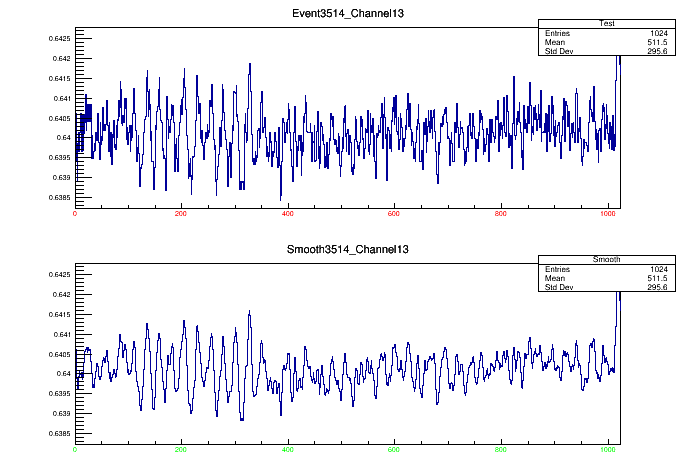 Event3514_Channel13
Test
Entries 1024
Mean 511.5
Std Dev 295.6
0.6425
0.642
0.6415
0.641
0.6405
0.64
0.6395
0.639
0.6385
0 200 400 600 800 1000
Smooth3514_Channel13
Smooth
Entries 1024
Mean 511.5
Std Dev 295.6
0.6425
0.642
0.6415
0.641
0.6405
0.64
0.6395
0.639
0.6385
0 200 400 600 800 1000